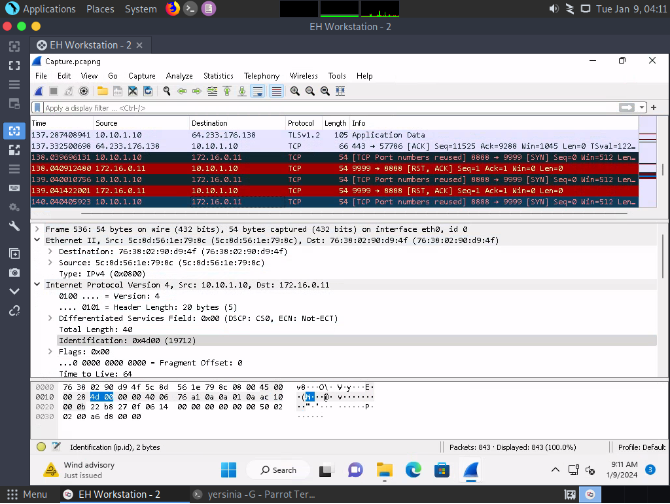 Applications Places System Tue Jan 9, 04:11
EH Workstation - 2
EH Workstation - 2 ×
Capture.pcapng
File Edit View Go Capture Analyze Statistics Telephony Wireless Tools Help
Apply a display filter ... <Ctrl-/>
Time Source Destination Protocol Length Info
137.287408941 10.10.1.10 64.233.176.138 TLSv1.2 105 Application Data
137.332500698 64.233.176.138 10.10.1.10 TCP 66 443 → 57786 [ACK] Seq=11525 Ack=9288 Win=1045 Len=0 TSval=122...
138.039696131 10.10.1.10 172.16.0.11 TCP 54 [TCP Port numbers reused] 8888 → 9999 [SYN] Seq=0 Win=512 Len...
138.040912480 172.16.0.11 10.10.1.10 TCP 54 9999 → 8888 [RST, ACK] Seq=1 Ack=1 Win=0 Len=0
139.040010756 10.10.1.10 172.16.0.11 TCP 54 [TCP Port numbers reused] 8888 → 9999 [SYN] Seq=0 Win=512 Len...
139.041422001 172.16.0.11 10.10.1.10 TCP 54 9999 → 8888 [RST, ACK] Seq=1 Ack=1 Win=0 Len=0
140.040405923 10.10.1.10 172.16.0.11 TCP 54 [TCP Port numbers reused] 8888 → 9999 [SYN] Seq=0 Win=512 Len...
Frame 536: 54 bytes on wire (432 bits), 54 bytes captured (432 bits) on interface eth0, id 0
Ethernet II, Src: 5c:8d:56:1e:79:8c (5c:8d:56:1e:79:8c), Dst: 76:38:02:90:d9:4f (76:38:02:90:d9:4f)
Destination: 76:38:02:90:d9:4f (76:38:02:90:d9:4f)
Source: 5c:8d:56:1e:79:8c (5c:8d:56:1e:79:8c)
Type: IPv4 (0x0800)
Internet Protocol Version 4, Src: 10.10.1.10, Dst: 172.16.0.11
0100 .... = Version: 4
.... 0101 = Header Length: 20 bytes (5)
Differentiated Services Field: 0x00 (DSCP: CS0, ECN: Not-ECT)
Total Length: 40
Identification: 0x4d00 (19712)
Flags: 0x00
...0 0000 0000 0000 = Fragment Offset: 0
Time to Live: 64
0000 76 38 02 90 d9 4f 5c 8d 56 1e 79 8c 08 00 45 00 v8···O\· V·y···E·
0010 00 28 4d 00 00 00 40 06 76 a1 0a 0a 01 0a ac 10 ·(M···@· v·······
0020 00 0b 22 b8 27 0f 06 14 00 00 00 00 00 00 50 02 ··"·'··· ······P·
0030 02 00 a6 d8 00 00 ······
Identification (ip.id), 2 bytes Packets: 843 · Displayed: 843 (100.0%) Profile: Default
Wind advisory
Just issued
Search
9:11 AM
1/9/2024
3
Menu EH Workstation - 2 yersinia -G - Parrot Ter...